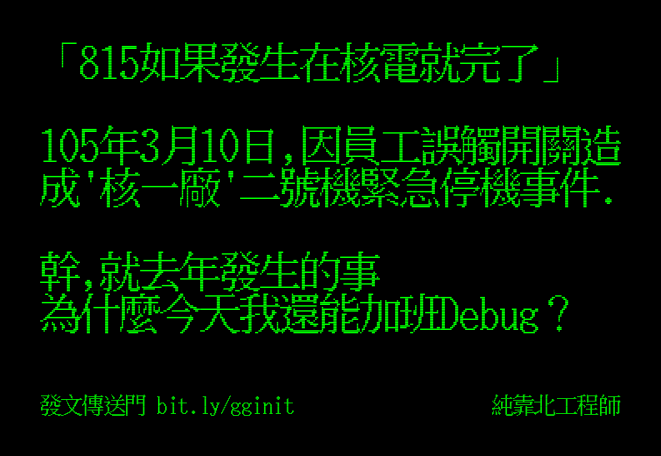 「815如果發生在核電就完了」
105年3月10日,因員工誤觸開關造
成'核一廠'二號機緊急停機事件.
幹,就去年發生的事
為什麼今天我還能加班Debug？
發文傳送門 bit.ly/gginit
純靠北工程師